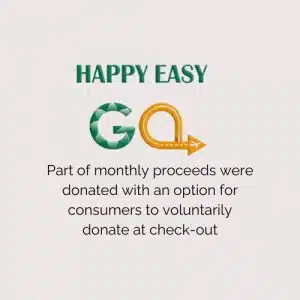 HAPPY EASY
GO
Part of monthly proceeds were
donated with an option for
consumers to voluntarily
donate at check-out